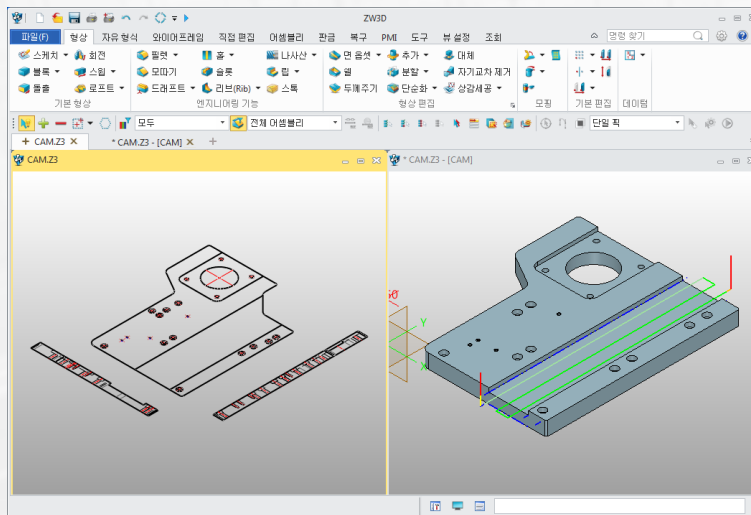 ZW3D
파일(F) 형상 자유 형식 와이어프레임 직접 편집 어셈블리 판금 복구 PMI 도구 뷰 설정 조회 명령 찾기
스케치 회전 필렛 홈 나사산 면 옵셋 추가 대체
블록 스윕 모따기 슬롯 립 쉘 분할 자기교차 제거
돌출 로프트 드래프트 리브(Rib) 스톡 두께주기 단순화 상감세공
기본 형상 엔지니어링 기능 형상 편집 모핑 기본 편집 데이텀
모두 전체 어셈블리 단일 픽
CAM.Z3 * CAM.Z3 - [CAM]
CAM.Z3 * CAM.Z3 - [CAM]
Y
X